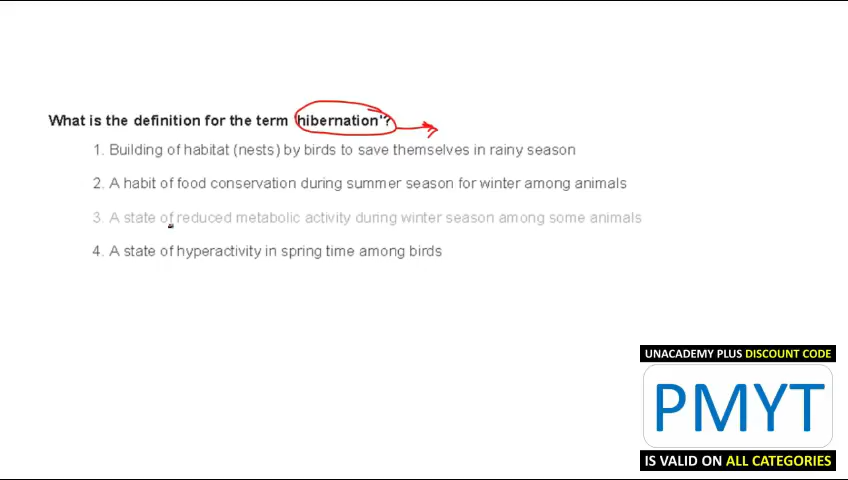 What is the definition for the term 'hibernation'?
1. Building of habitat (nests) by birds to save themselves in rainy season
2. A habit of food conservation during summer season for winter among animals
3. A state of reduced metabolic activity during winter season among some animals
4. A state of hyperactivity in spring time among birds
UNACADEMY PLUS DISCOUNT CODE
PMYT
IS VALID ON ALL CATEGORIES